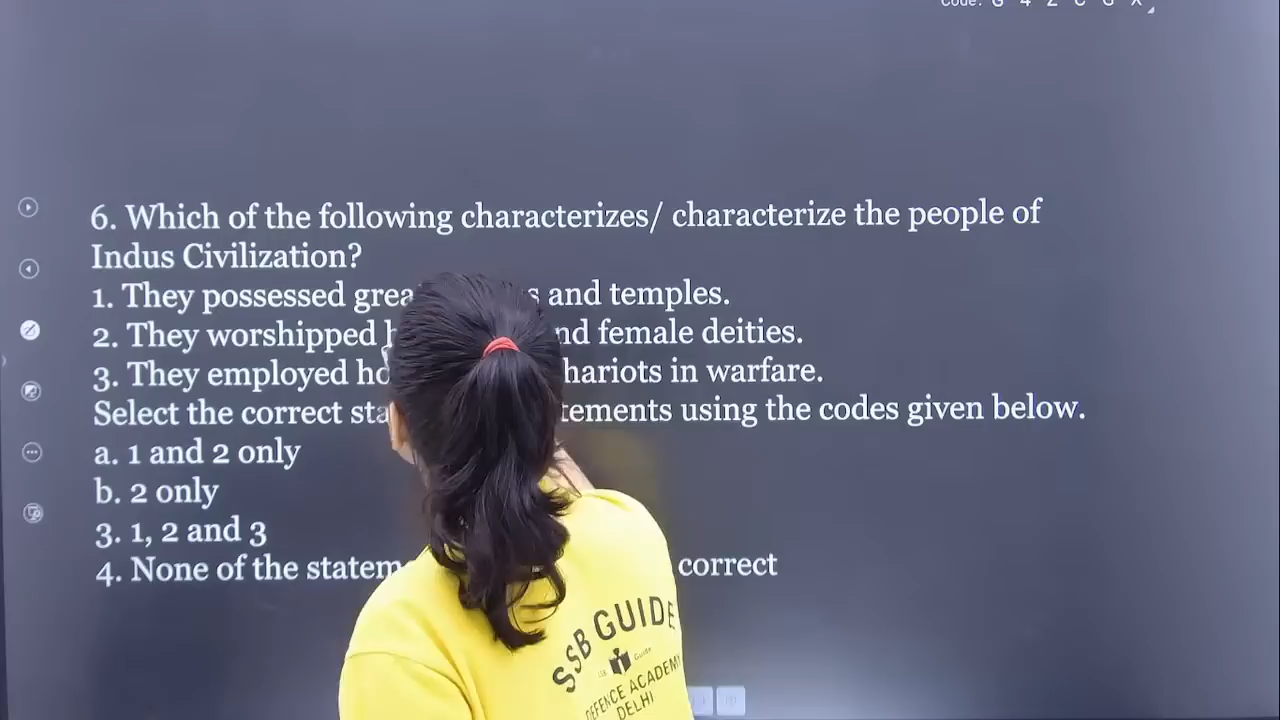 Code: G 4 Z C G X
6. Which of the following characterizes/ characterize the people of
Indus Civilization?
1. They possessed grea s and temples.
2. They worshipped nd female deities.
3. They employed ho hariots in warfare.
Select the correct sta tements using the codes given below.
a. 1 and 2 only
b. 2 only
3. 1, 2 and 3
4. None of the statem correct
SSB GUIDE
Guide
DEFENCE ACADEMY
DELHI